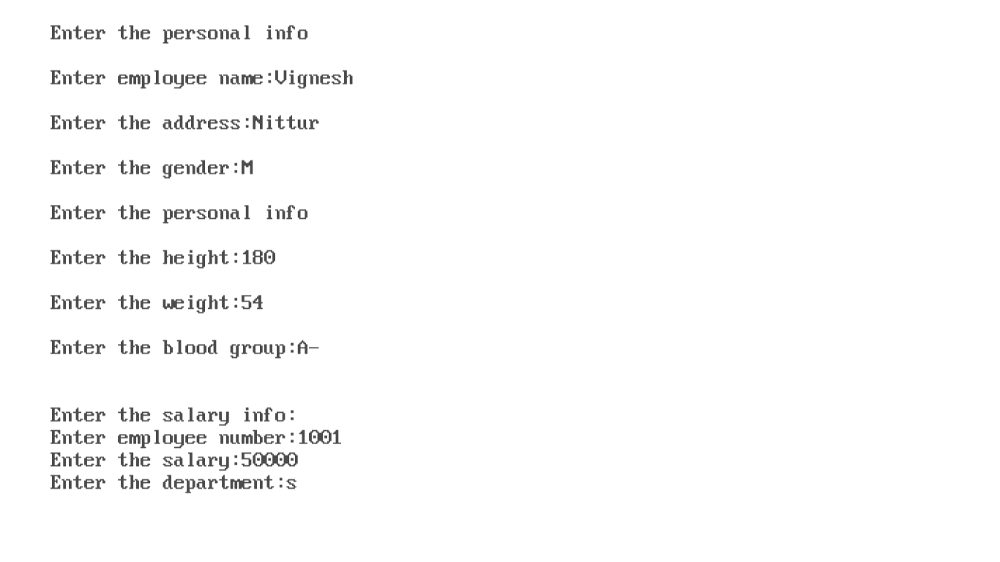 Enter the personal info
Enter employee name:Vignesh
Enter the address:Nittur
Enter the gender:M
Enter the personal info
Enter the height:180
Enter the weight:54
Enter the blood group:A-
Enter the salary info:
Enter employee number:1001
Enter the salary:50000
Enter the department:s